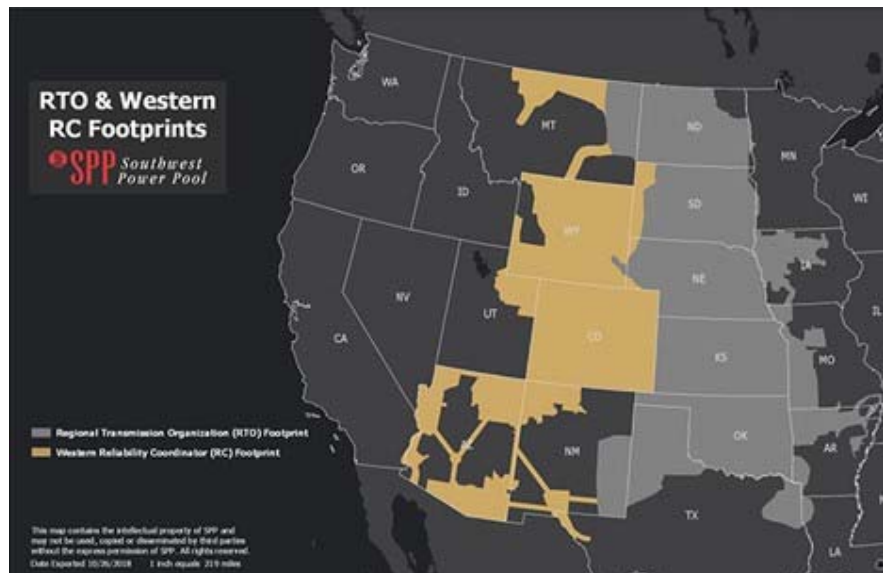 RTO & Western
RC Footprints
SPP Southwest
Power Pool
WA
OR
ID
MT
ND
MN
WI
SD
WY
NE
IA
IL
NV
UT
CO
KS
MO
CA
NM
OK
AR
TX
LA
Regional Transmission Organization (RTO) Footprint
Western Reliability Coordinator (RC) Footprint
This map contains the intellectual property of SPP and
may not be used, copied or disseminated by third parties
without the express permission of SPP. All rights reserved.
Date Exported 10/26/2018 1 inch equals 219 miles